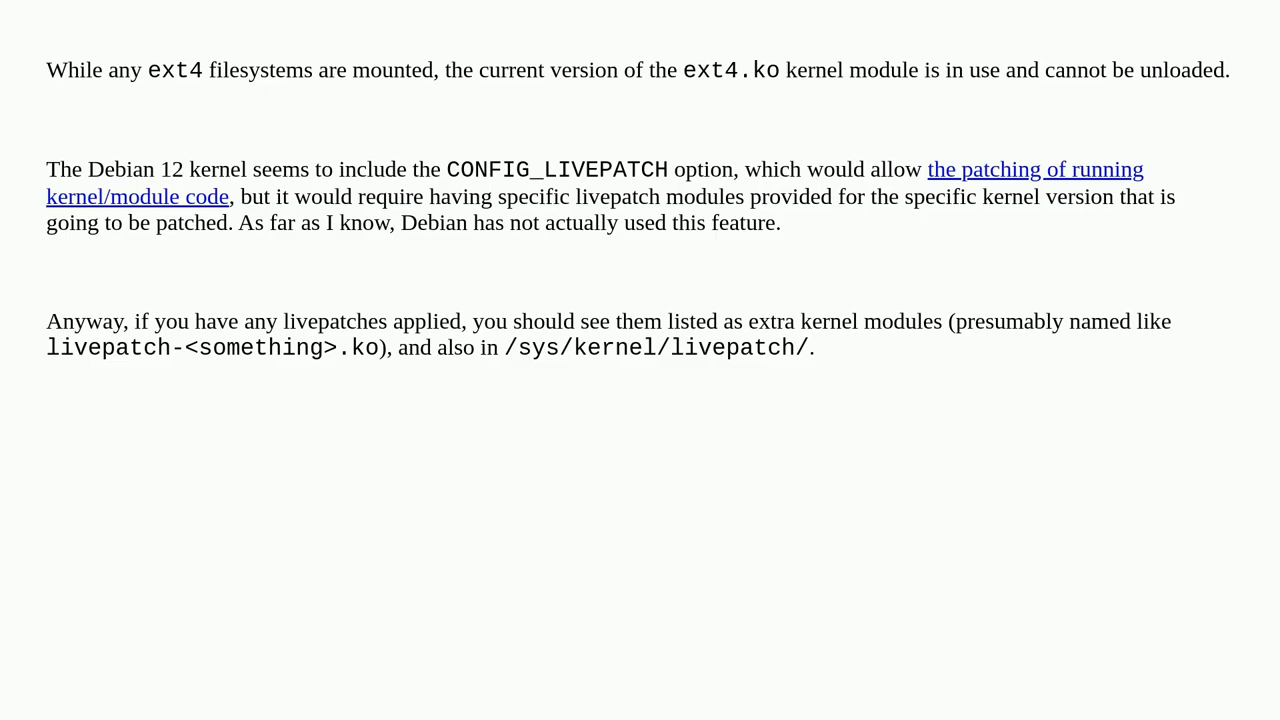 While any ext4 filesystems are mounted, the current version of the ext4.ko kernel module is in use and cannot be unloaded.
The Debian 12 kernel seems to include the CONFIG_LIVEPATCH option, which would allow the patching of running
kernel/module code, but it would require having specific livepatch modules provided for the specific kernel version that is
going to be patched. As far as I know, Debian has not actually used this feature.
Anyway, if you have any livepatches applied, you should see them listed as extra kernel modules (presumably named like
livepatch-<something>.ko), and also in /sys/kernel/livepatch/.